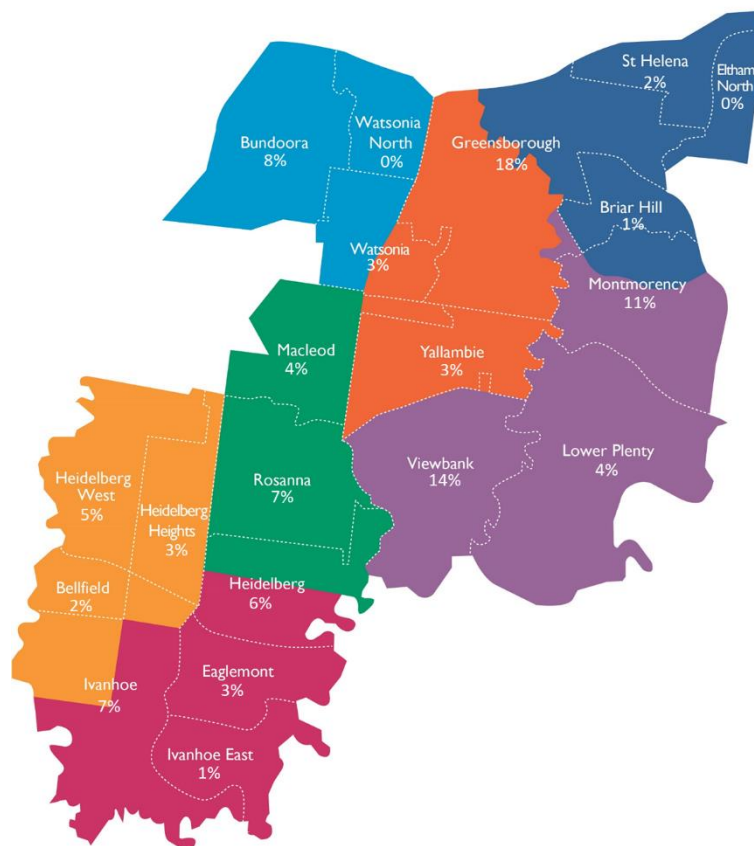 St Helena
2%
Eltham
North
0%
Bundoora
8%
Watsonia
North
0%
Greensborough
18%
Briar Hill
1%
Watsonia
3%
Montmorency
11%
Macleod
4%
Yallambie
3%
Viewbank
14%
Lower Plenty
4%
Heidelberg
West
5%
Heidelberg
Heights
3%
Rosanna
7%
Bellfield
2%
Heidelberg
6%
Ivanhoe
7%
Eaglemont
3%
Ivanhoe East
1%